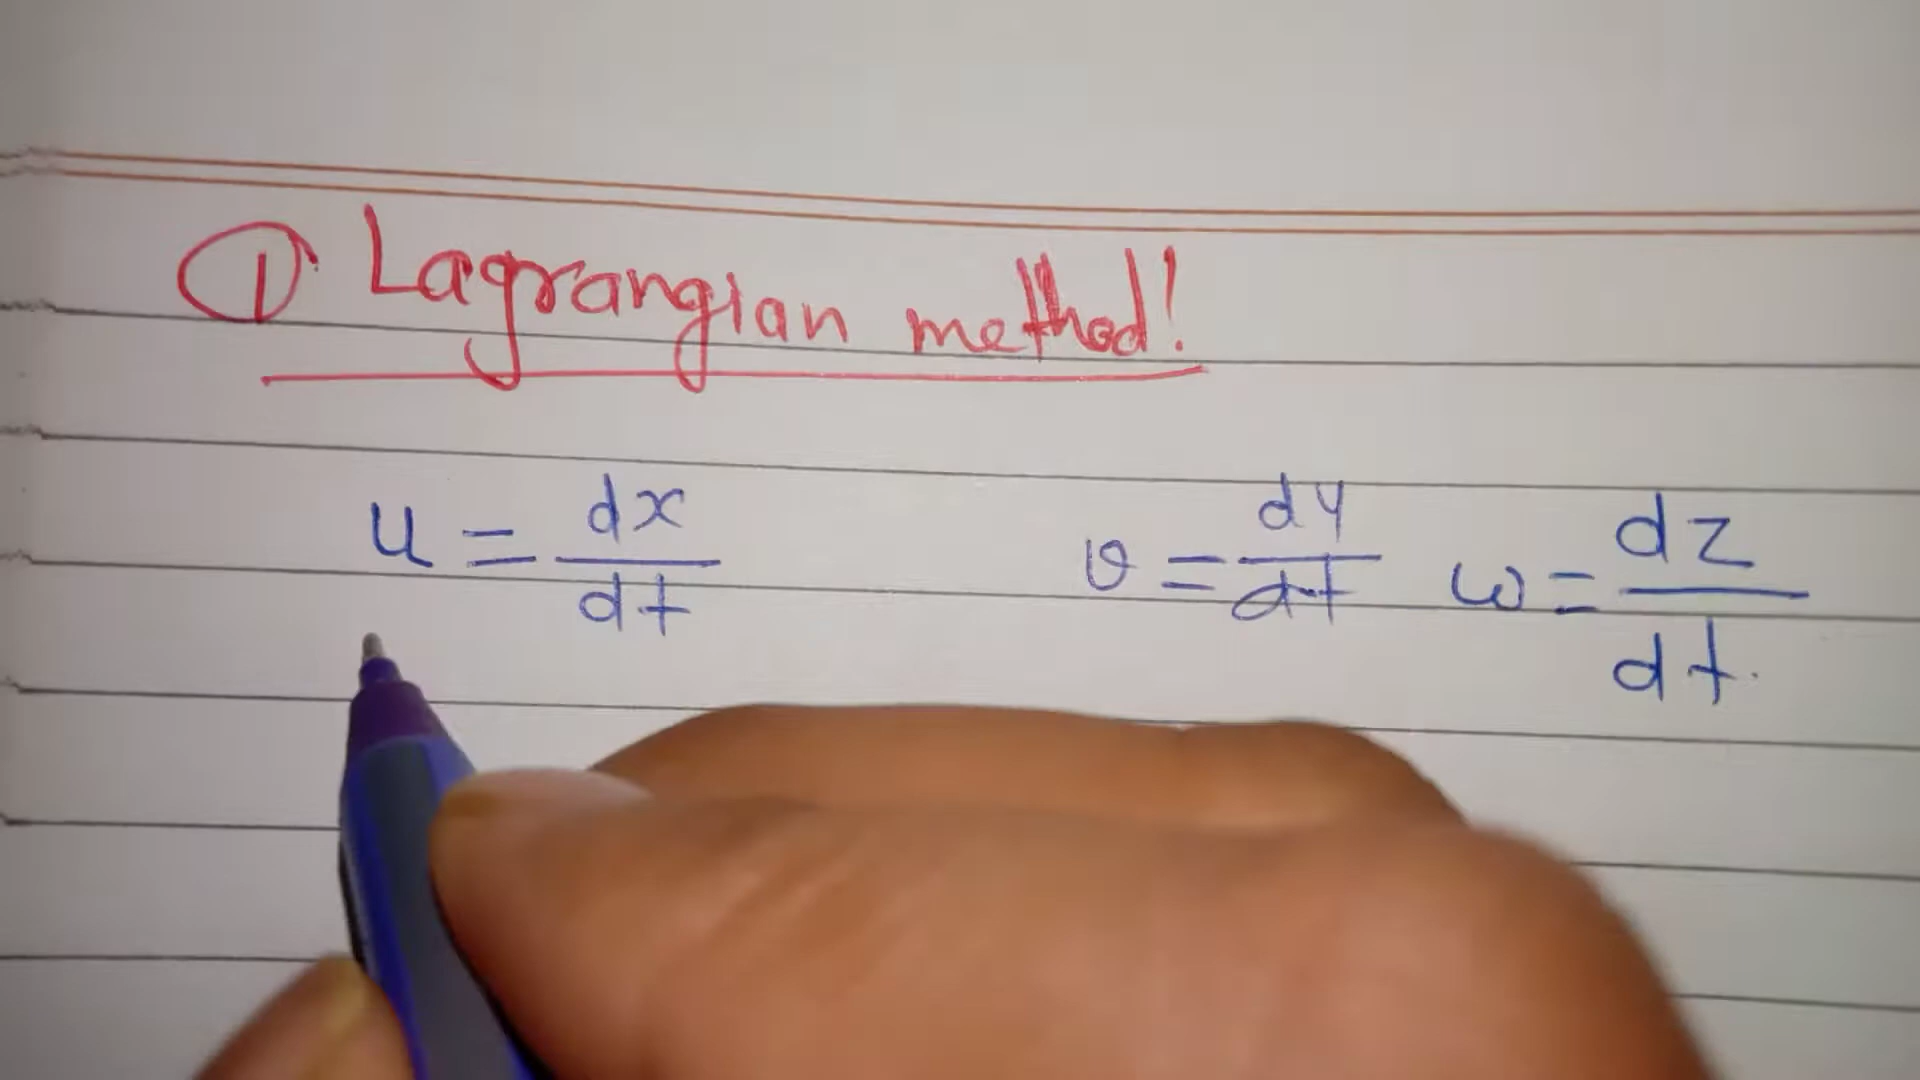 ① Lagrangian method!
u = dx/dt v = dy/dt w = dz/dt